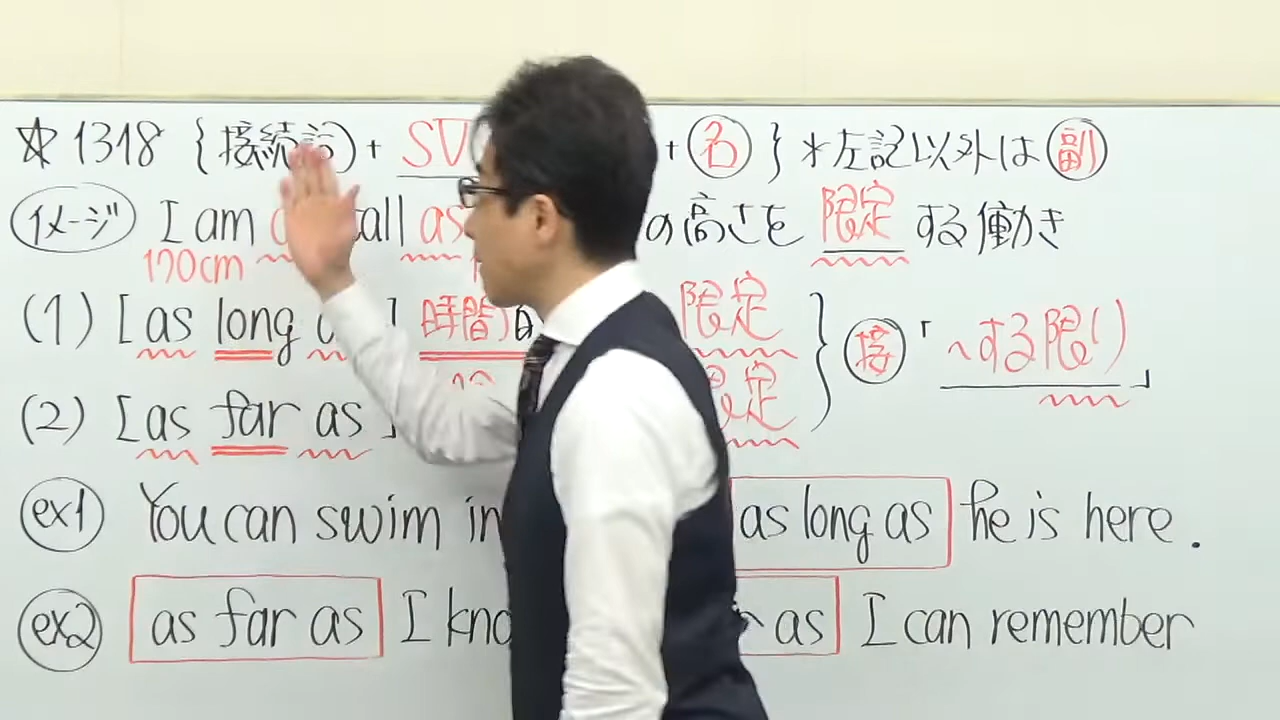 ☆ 1318 {接続詞 + SV + 名} *左記以外は副
イメージ I am tall as の高さを限定する働き
170cm
(1) [as long ] 時間 限定 接「~する限り」
(2) [as far as ] 限定
ex1 You can swim in as long as he is here.
ex2 as far as I as I can remember